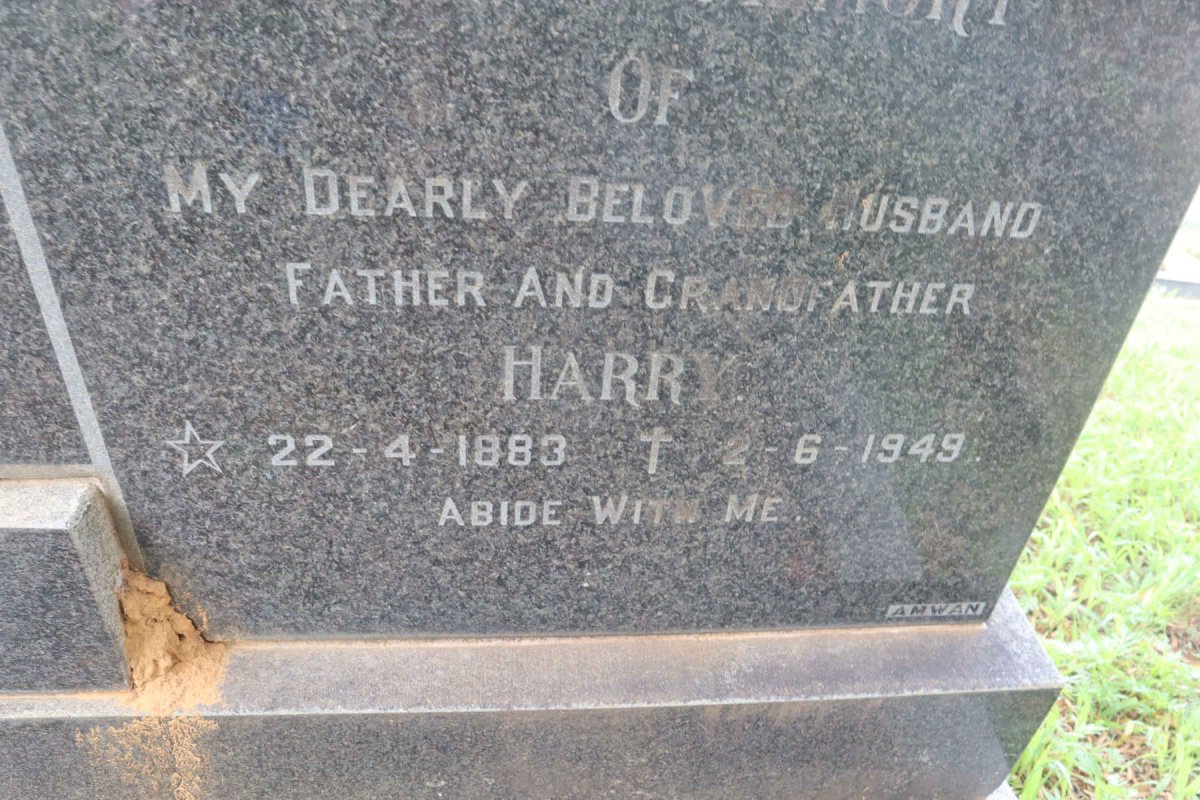 OF
MY DEARLY BELOVED HUSBAND
FATHER AND GRANDFATHER
HARRY.
22-4-1883 2-6-1949.
ABIDE WITH ME.
AMWAN